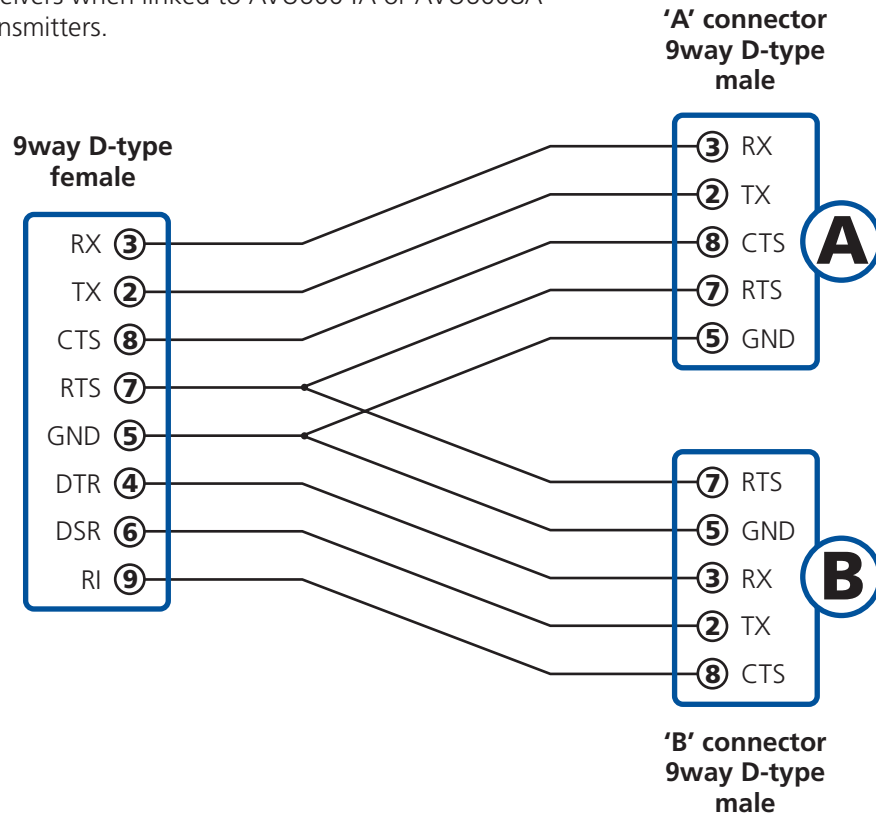 nsmitters.
'A' connector
9way D-type
male
9way D-type
female
RX 3
TX 2
CTS 8
RTS 7
GND 5
DTR 4
DSR 6
RI 9
3 RX
2 TX
8 CTS
7 RTS
5 GND
A
7 RTS
5 GND
3 RX
2 TX
8 CTS
B
'B' connector
9way D-type
male